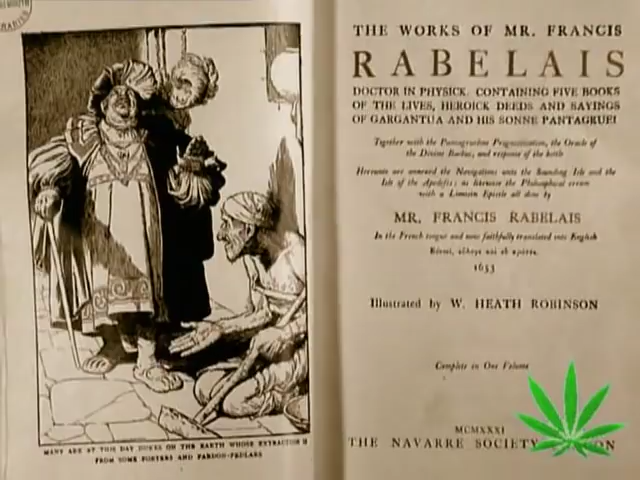 MANY ARE AT THIS DAY DUKES ON THE EARTH WHOSE EXTRACTION IS
FROM SOME PORTERS AND PARDON-PEDLARS
THE WORKS OF MR. FRANCIS
RABELAIS
DOCTOR IN PHYSICK. CONTAINING FIVE BOOKS
OF THE LIVES, HEROICK DEEDS AND SAYINGS
OF GARGANTUA AND HIS SONNE PANTAGRUEL
Together with the Pantagrueline Prognostication, the Oracle of
the Divine Bacbuc, and response of the bottle
Hereunto are annexed the Navigations unto the Sounding Isle and the
Isle of the Apedefts: as likewise the Philosophical cream
with a Limosin Epistle all done by
MR. FRANCIS RABELAIS
In the French tongue and now faithfully translated into English
1653
Illustrated by W. HEATH ROBINSON
Complete in One Volume
MCMXXXI
THE NAVARRE SOCIETY